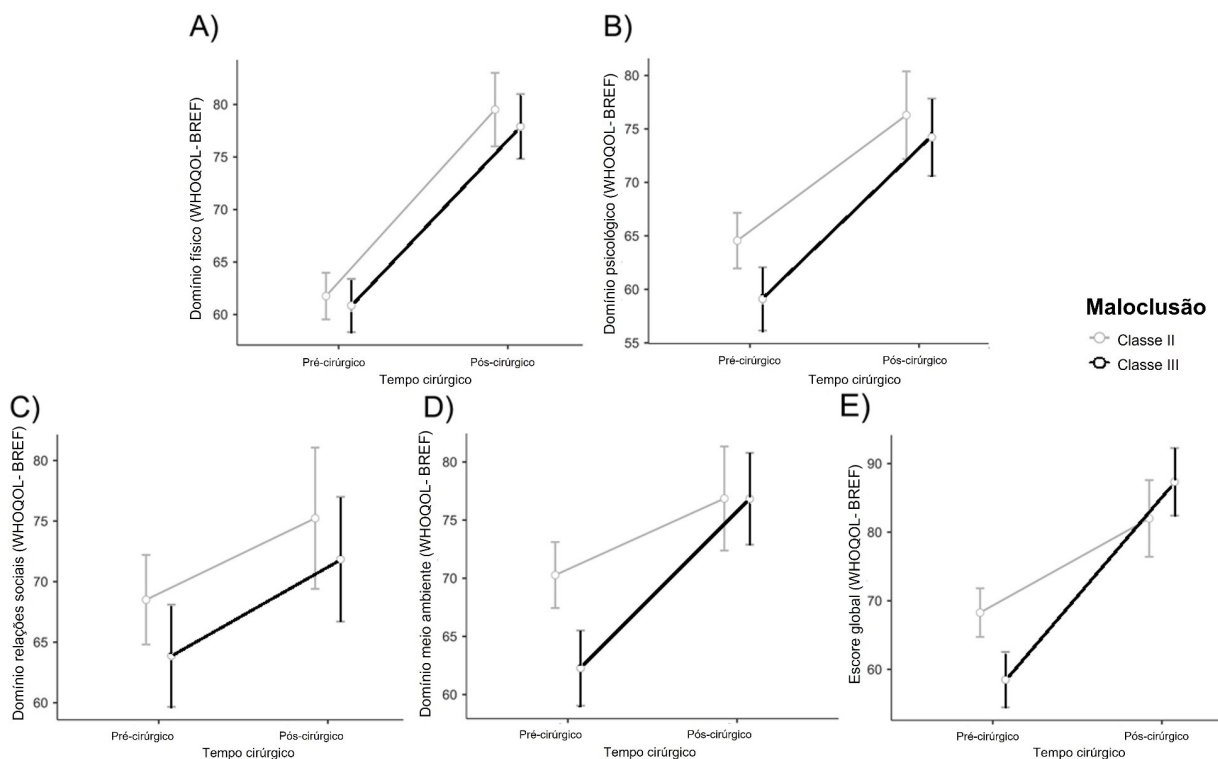 A)
Domínio físico (WHOQOL- BREF)
80
75
70
65
60
Pré-cirúrgico
Pós-cirúrgico
Tempo cirúrgico
B)
Domínio psicológico (WHOQOL- BREF)
80
75
70
65
60
55
Pré-cirúrgico
Pós-cirúrgico
Tempo cirúrgico
Maloclusão
Classe II
Classe III
C)
Domínio relações sociais (WHOQOL- BREF)
80
75
70
65
60
Pré-cirúrgico
Pós-cirúrgico
Tempo cirúrgico
D)
Domínio meio ambiente (WHOQOL- BREF)
80
75
70
65
60
Pré-cirúrgico
Pós-cirúrgico
Tempo cirúrgico
E)
Escore global (WHOQOL- BREF)
90
80
70
60
Pré-cirúrgico
Pós-cirúrgico
Tempo cirúrgico